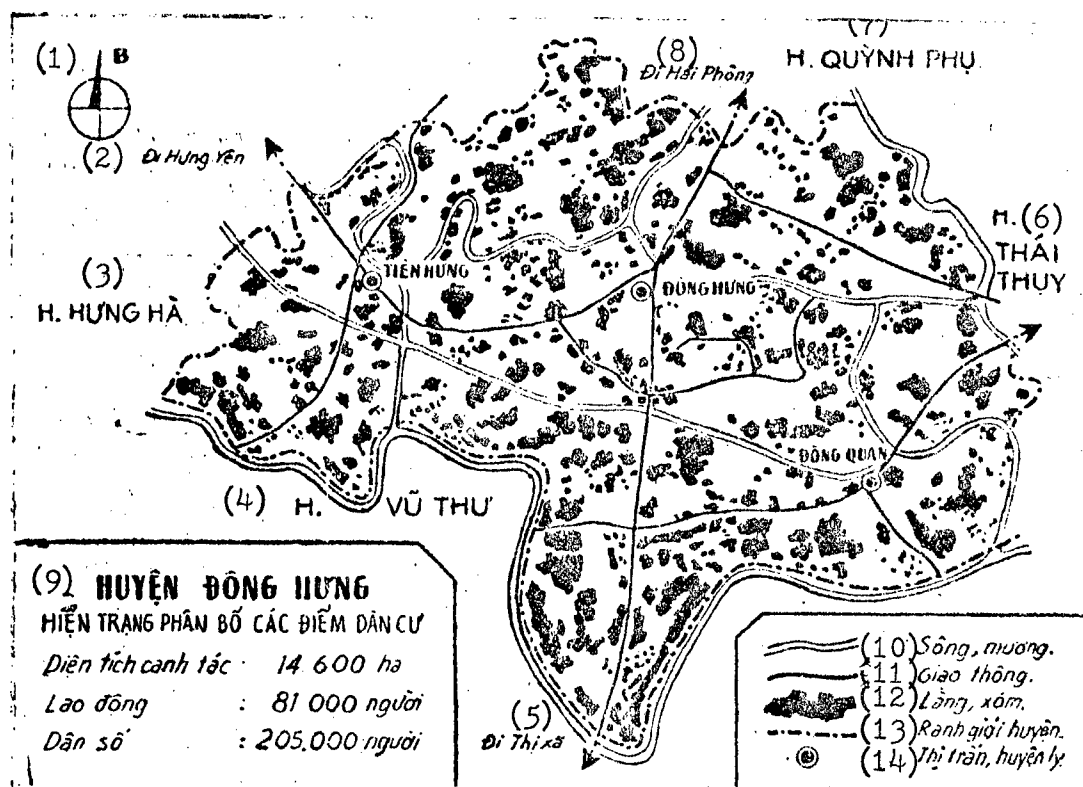 (7)
(1) B
(8)
H. QUỲNH PHỤ
Đi Hải Phòng
(2) Đi Hưng Yên
H. (6)
THÁI
THỤY
(3)
H. HƯNG HÀ
TIÊN HƯNG
ĐÔNG HƯNG
ĐÔNG QUAN
(4) H. VŨ THƯ
(5)
Đi Thị xã
(9) HUYỆN ĐÔNG HƯNG
HIỆN TRẠNG PHÂN BỐ CÁC ĐIỂM DÂN CƯ
Diện tích canh tác : 14.600 ha
Lao động : 81 000 người
Dân số : 205.000 người
(10) Sông, mương.
(11) Giao thông.
(12) Làng, xóm.
(13) Ranh giới huyện.
(14) Thị trấn, huyện lỵ